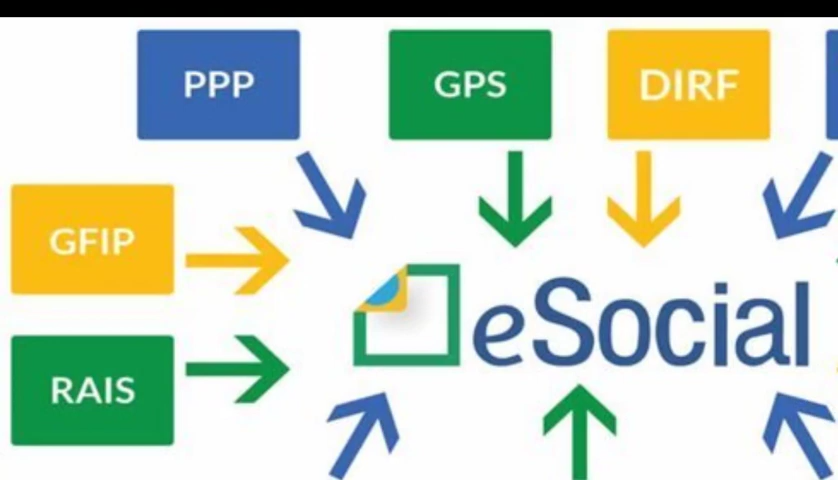 PPP
GPS
DIRF
GFIP
eSocial
RAIS